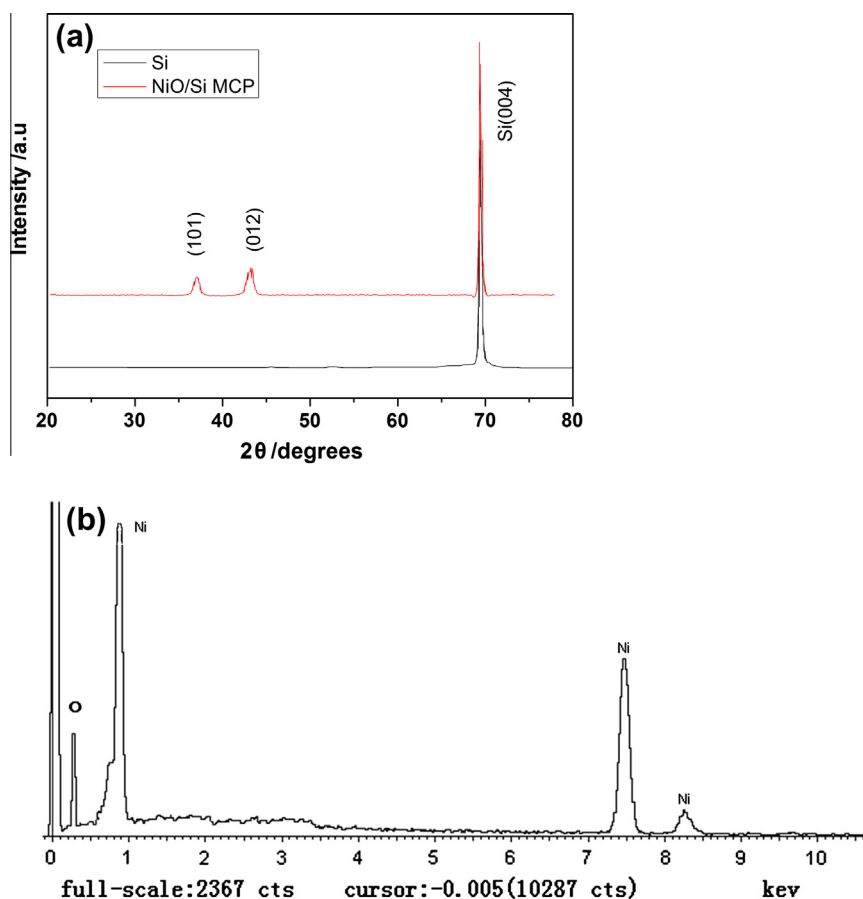 (a)
Si
NiO/Si MCP
Si(004)
(101)
(012)
Intensity /a.u
20 30 40 50 60 70 80
2θ /degrees
(b)
Ni
O
Ni
Ni
0 1 2 3 4 5 6 7 8 9 10
full-scale:2367 cts cursor:-0.005(10287 cts) kev